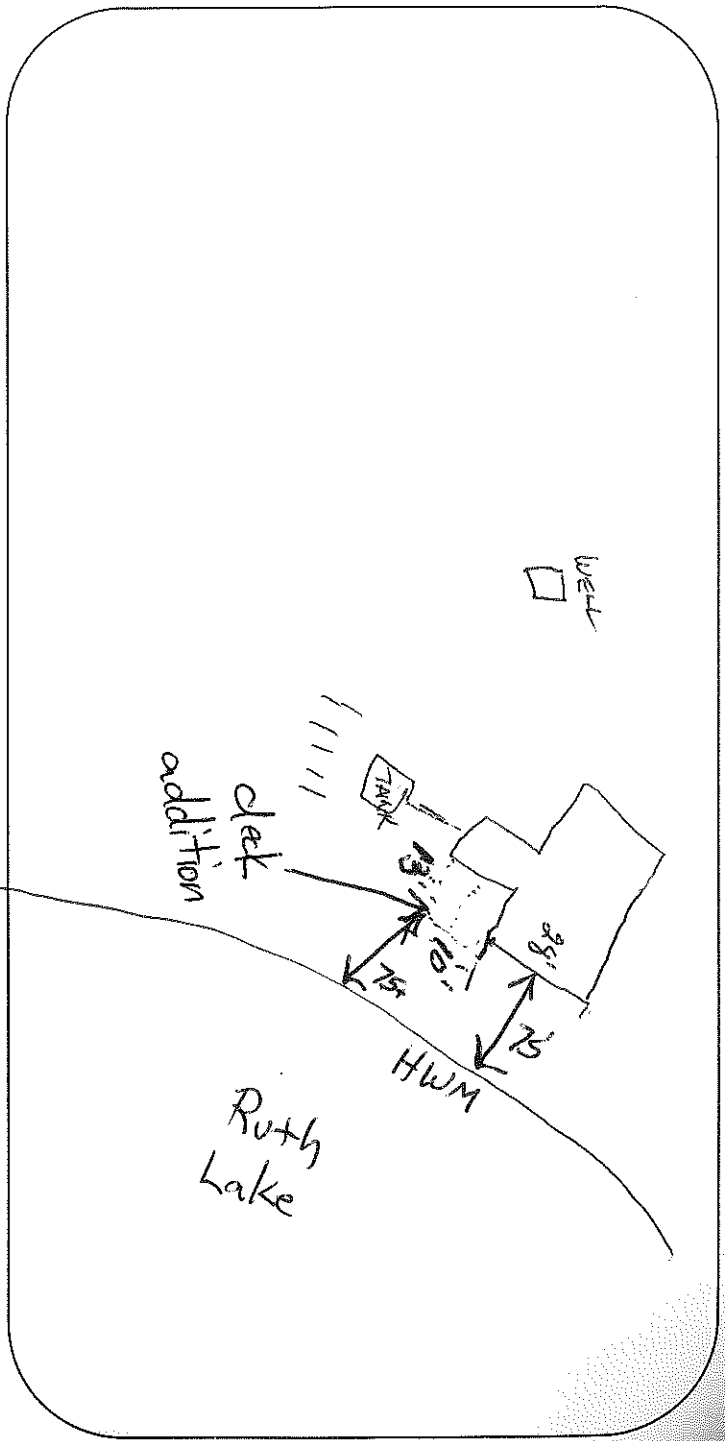 WELL
TANK
28'
13'
10'
75'
75+
HWM
deck
addition
Ruth
Lake